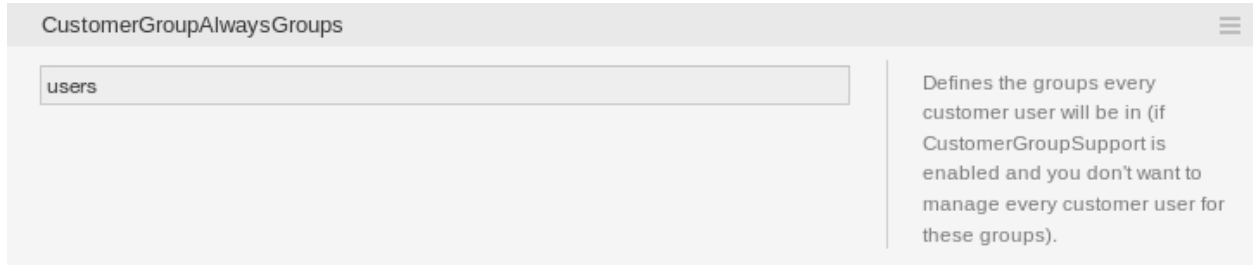 CustomerGroupAlwaysGroups
users
Defines the groups every
customer user will be in (if
CustomerGroupSupport is
enabled and you don't want to
manage every customer user for
these groups).